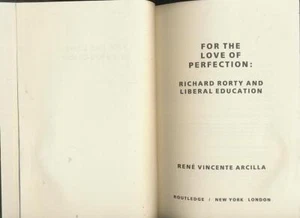 FOR THE
LOVE OF
PERFECTION:
RICHARD RORTY AND
LIBERAL EDUCATION
RENÉ VINCENTE ARCILLA
ROUTLEDGE / NEW YORK LONDON